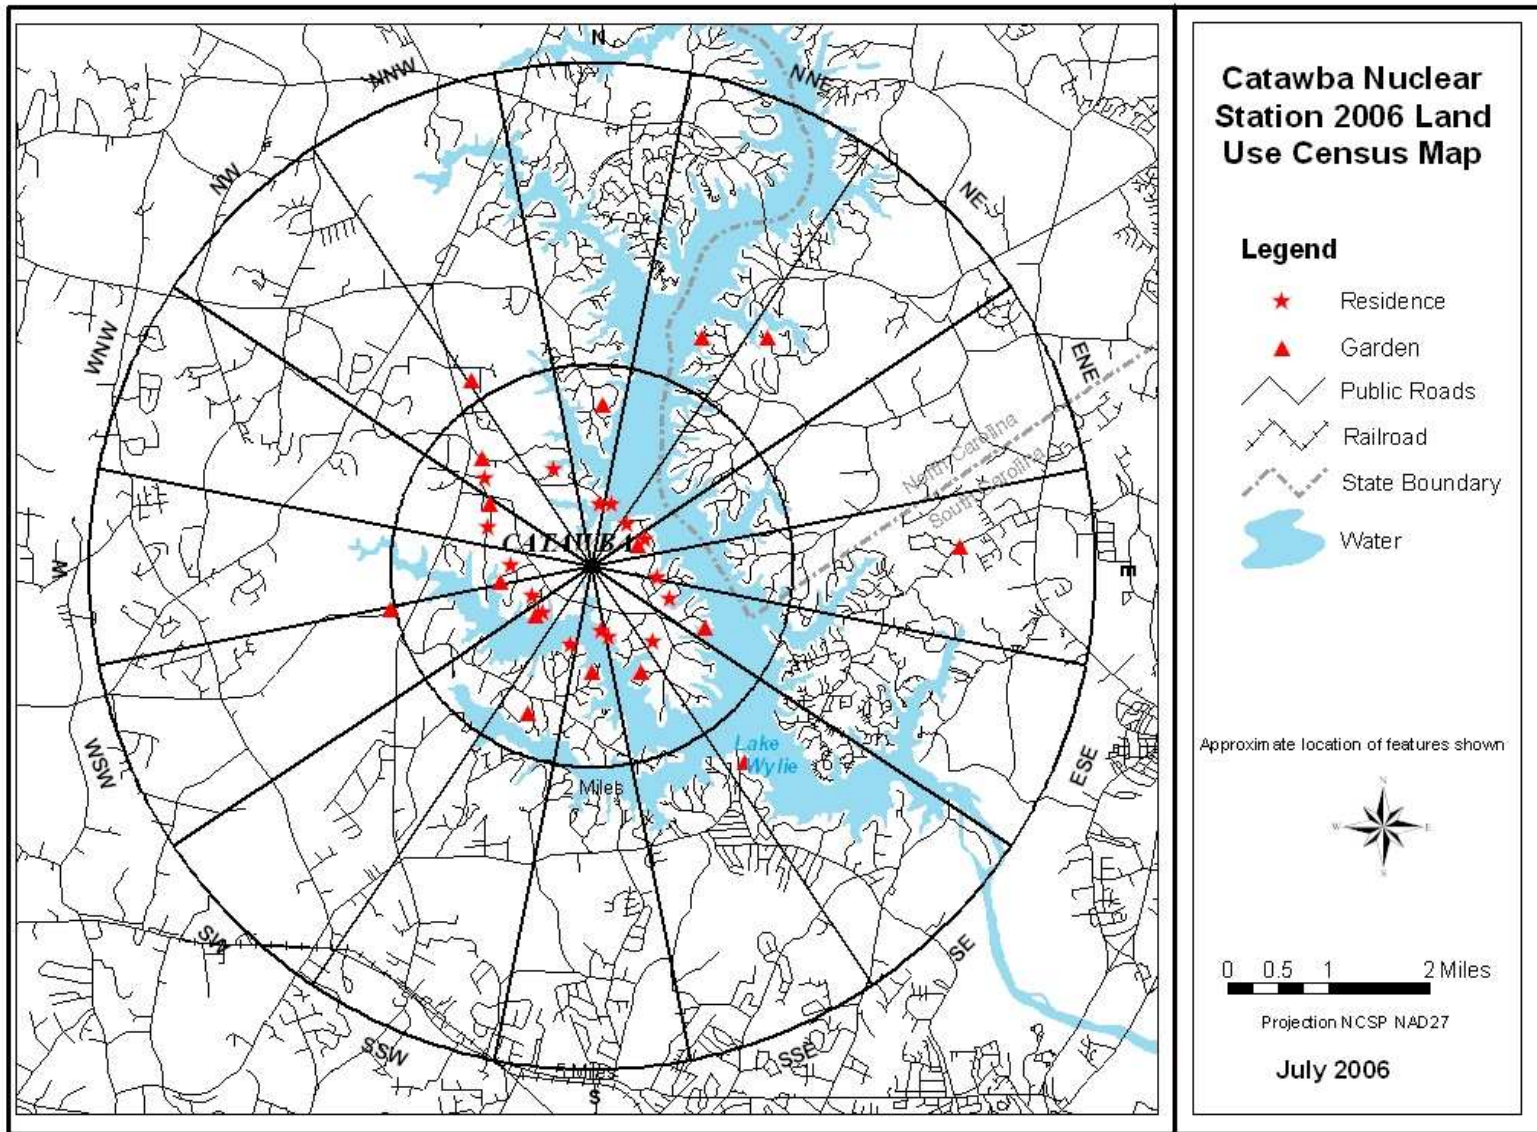 N
NNW
NNE
NW
NE
WNW
ENE
North Carolina
South Carolina
CATAWBA
W
E
Lake
Wylie
WSW
ESE
2 Miles
SW
SE
SSW
SSE
5 Miles
S
Catawba Nuclear
Station 2006 Land
Use Census Map
Legend
Residence
Garden
Public Roads
Railroad
State Boundary
Water
Approximate location of features shown
N
W
E
S
0 0.5 1 2 Miles
Projection NCSP NAD27
July 2006